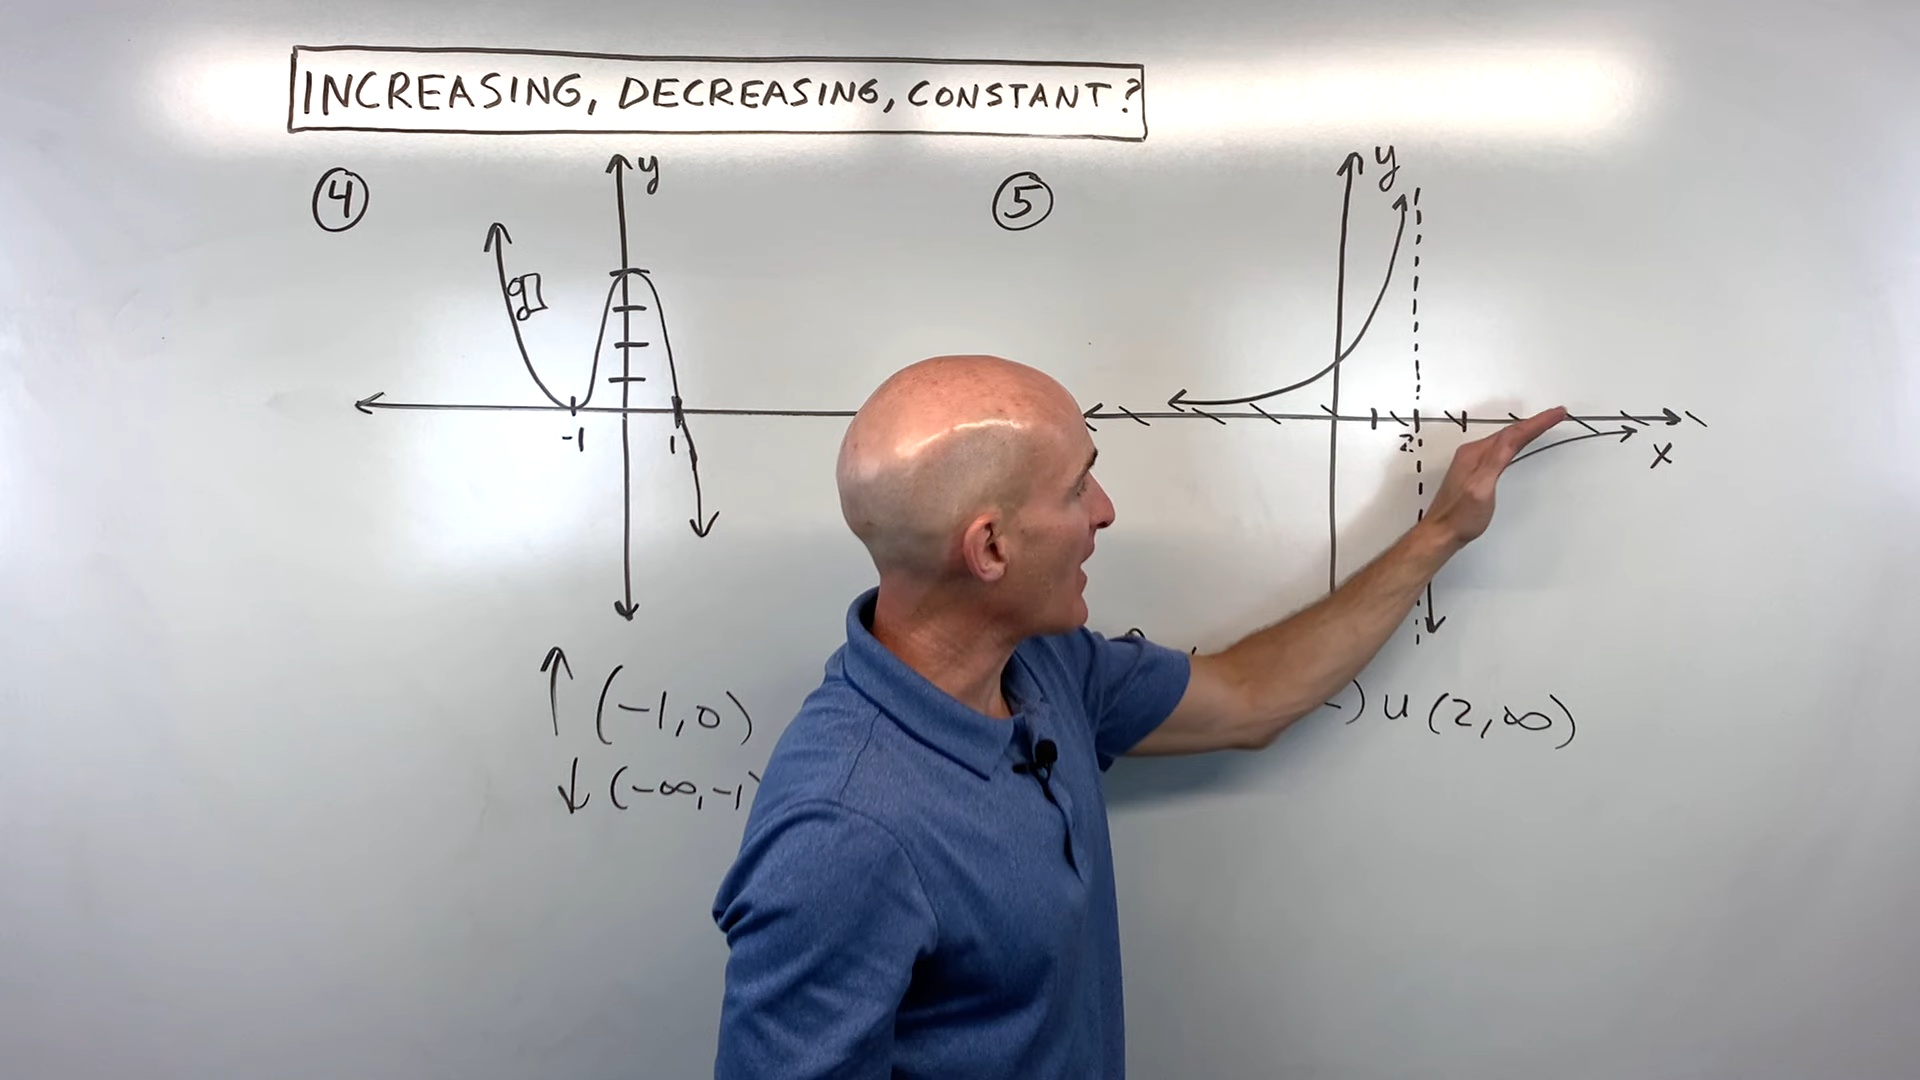 INCREASING, DECREASING, CONSTANT?
④
y
-1
1
↑ (-1,0)
↓ (-∞,-1)
⑤
y
2
x
) U (2,∞)